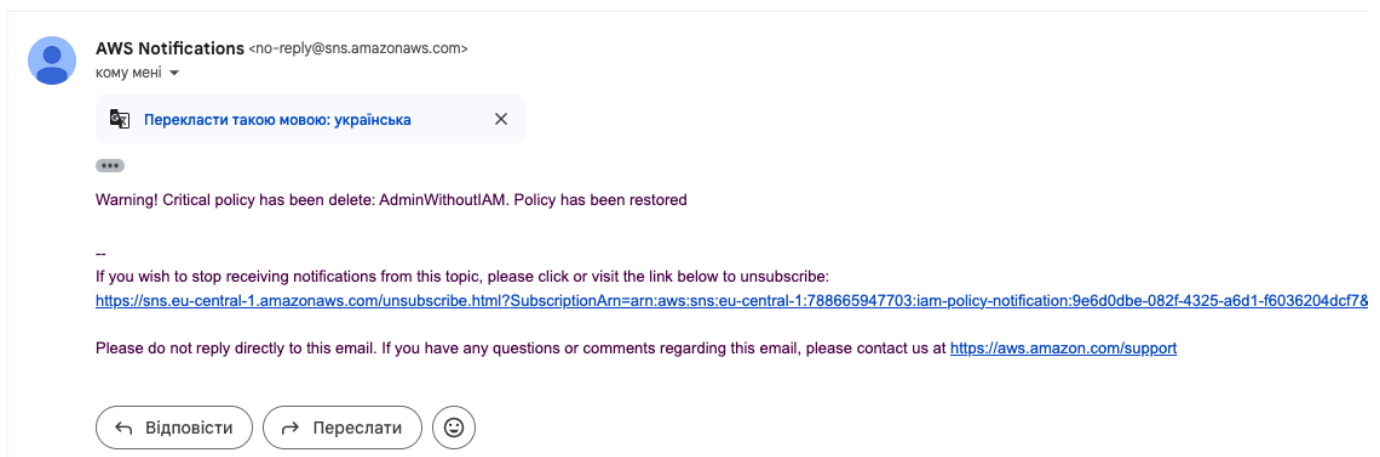 AWS Notifications <no-reply@sns.amazonaws.com>
кому мені
Перекласти такою мовою: українська
Warning! Critical policy has been delete: AdminWithoutIAM. Policy has been restored
--
If you wish to stop receiving notifications from this topic, please click or visit the link below to unsubscribe:
https://sns.eu-central-1.amazonaws.com/unsubscribe.html?SubscriptionArn=arn:aws:sns:eu-central-1:788665947703:iam-policy-notification:9e6d0dbe-082f-4325-a6d1-f6036204dcf7&
Please do not reply directly to this email. If you have any questions or comments regarding this email, please contact us at https://aws.amazon.com/support
Відповісти
Переслати